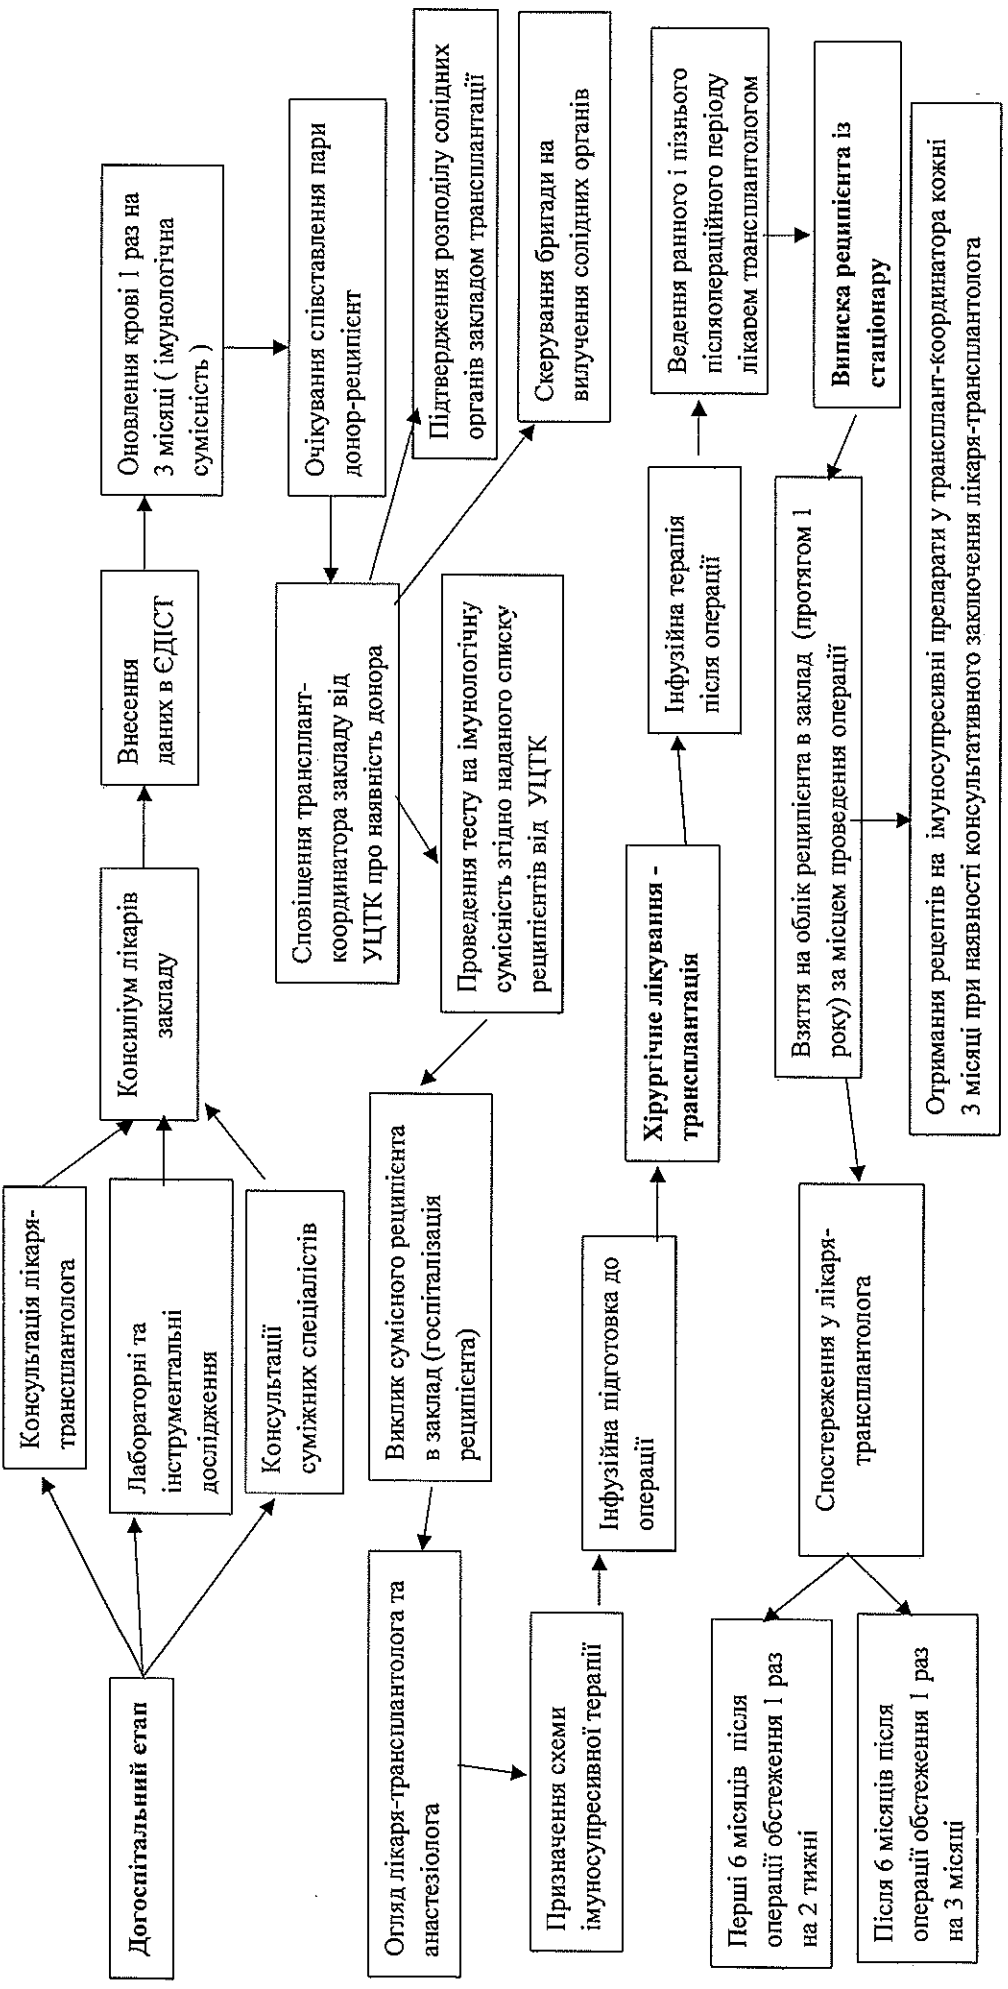 Догоспітальний етап
Консультація лікаря-
трансплантолога
Лабораторні та
інструментальні
дослідження
Консультації
суміжних спеціалістів
Консиліум лікарів
закладу
Внесення
даних в ЄДІСТ
Оновлення крові 1 раз на
3 місяці ( імунологічна
сумісність )
Очікування співставлення пари
донор-реципієнт
Сповіщення трансплант-
координатора закладу від
УЦТК про наявність донора
Підтвердження розподілу солідних
органів закладом трансплантації
Скерування бригади на
вилучення солідних органів
Проведення тесту на імунологічну
сумісність згідно наданого списку
реципієнтів від УЦТК
Виклик сумісного реципієнта
в заклад (госпіталізація
реципієнта)
Огляд лікаря-трансплантолога та
анастезіолога
Призначення схеми
імуносупресивної терапії
Інфузійна підготовка до
операції
Хірургічне лікування -
трансплантація
Інфузійна терапія
після операції
Ведення ранного і пізнього
післяопераційного періоду
лікарем трансплантологом
Виписка реципієнта із
стаціонару
Взяття на облік реципієнта в заклад (протягом 1
року) за місцем проведення операції
Отримання рецептів на імуносупресивні препарати у трансплант-координатора кожні
3 місяці при наявності консультативного заключення лікаря-трансплантолога
Спостереження у лікаря-
трансплантолога
Перші 6 місяців після
операції обстеження 1 раз
на 2 тижні
Після 6 місяців після
операції обстеження 1 раз
на 3 місяці